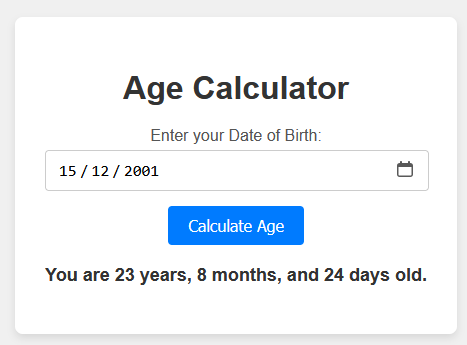 Age Calculator
Enter your Date of Birth:
15 / 12 / 2001
Calculate Age
You are 23 years, 8 months, and 24 days old.